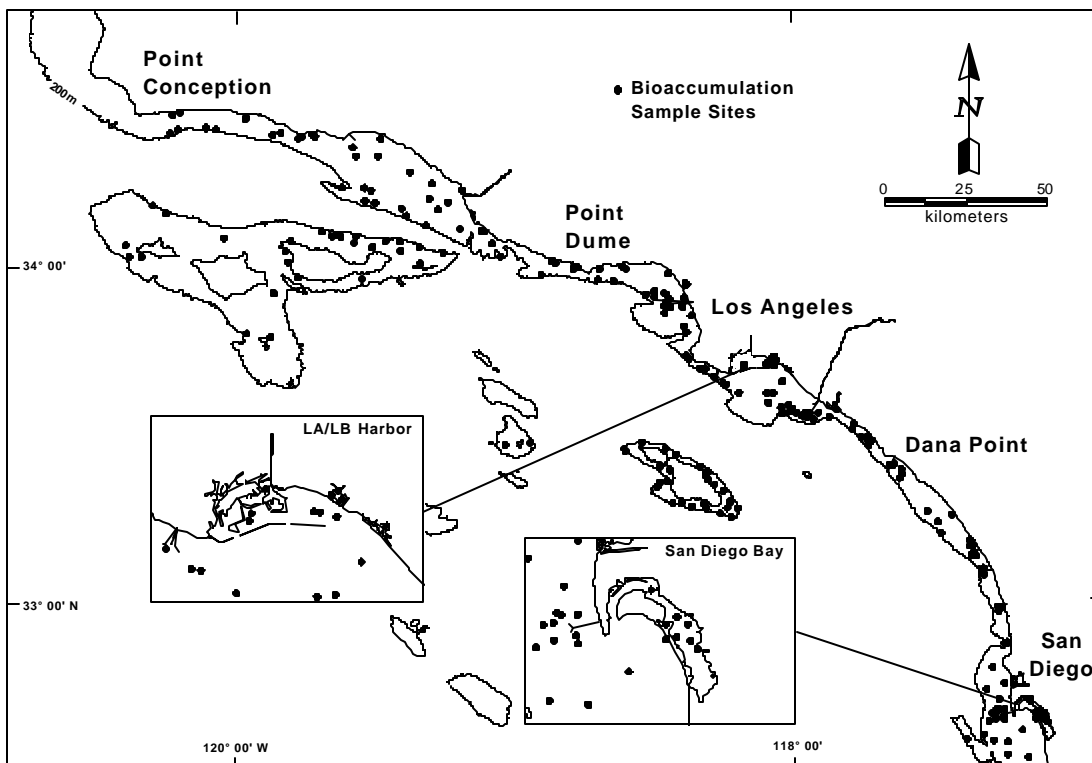 Point
Conception
200m
Bioaccumulation
Sample Sites
N
0 25 50
kilometers
Point
Dume
34° 00'
Los Angeles
LA/LB Harbor
Dana Point
San Diego Bay
33° 00' N
San
Diego
120° 00' W
118° 00'